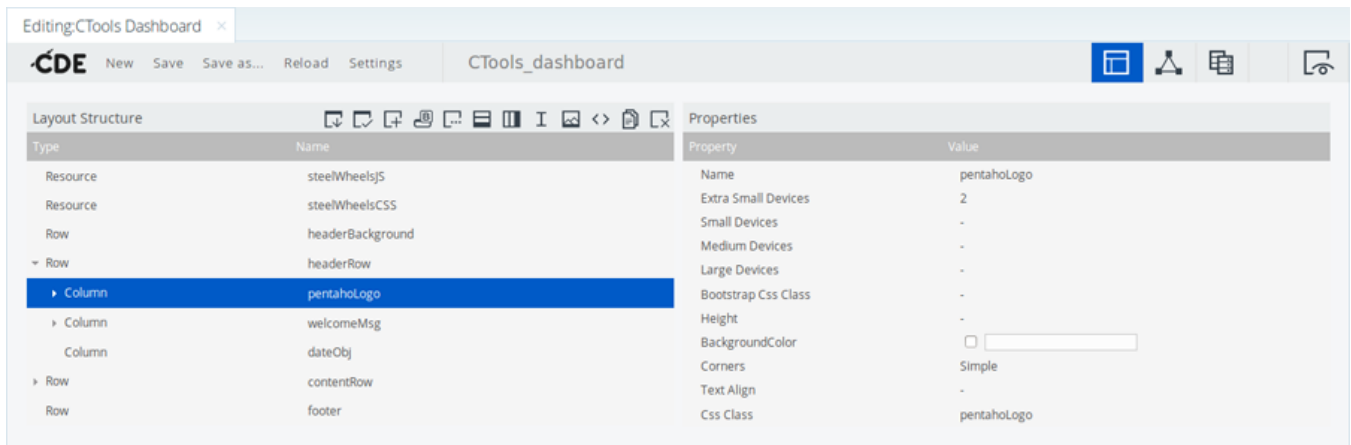 Editing:CTools Dashboard ×
CDE New Save Save as... Reload Settings CTools_dashboard
Layout Structure
Type Name
Resource steelWheelsJS
Resource steelWheelsCSS
Row headerBackground
Row headerRow
Column pentahoLogo
Column welcomeMsg
Column dateObj
Row contentRow
Row footer
Properties
Property Value
Name pentahoLogo
Extra Small Devices 2
Small Devices -
Medium Devices -
Large Devices -
Bootstrap Css Class -
Height -
BackgroundColor
Corners Simple
Text Align -
Css Class pentahoLogo